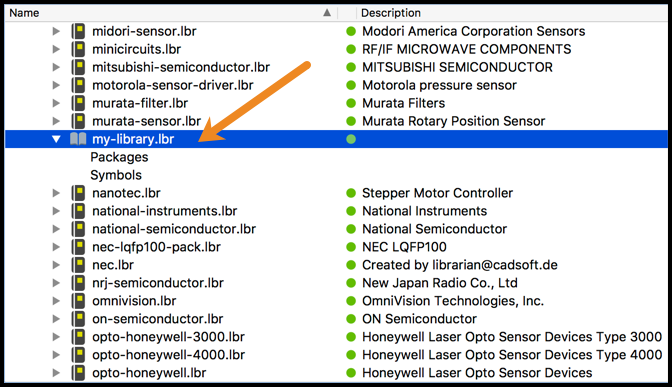 Name Description
midori-sensor.lbr Modori America Corporation Sensors
minicircuits.lbr RF/IF MICROWAVE COMPONENTS
mitsubishi-semiconductor.lbr MITSUBISHI SEMICONDUCTOR
motorola-sensor-driver.lbr Motorola pressure sensor
murata-filter.lbr Murata Filters
murata-sensor.lbr Murata Rotary Position Sensor
my-library.lbr
Packages
Symbols
nanotec.lbr Stepper Motor Controller
national-instruments.lbr National Instruments
national-semiconductor.lbr National Semiconductor
nec-lqfp100-pack.lbr NEC LQFP100
nec.lbr Created by librarian@cadsoft.de
nrj-semiconductor.lbr New Japan Radio Co., Ltd
omnivision.lbr OmniVision Technologies, Inc.
on-semiconductor.lbr ON Semiconductor
opto-honeywell-3000.lbr Honeywell Laser Opto Sensor Devices Type 3000
opto-honeywell-4000.lbr Honeywell Laser Opto Sensor Devices Type 4000
opto-honeywell.lbr Honeywell Laser Opto Sensor Devices